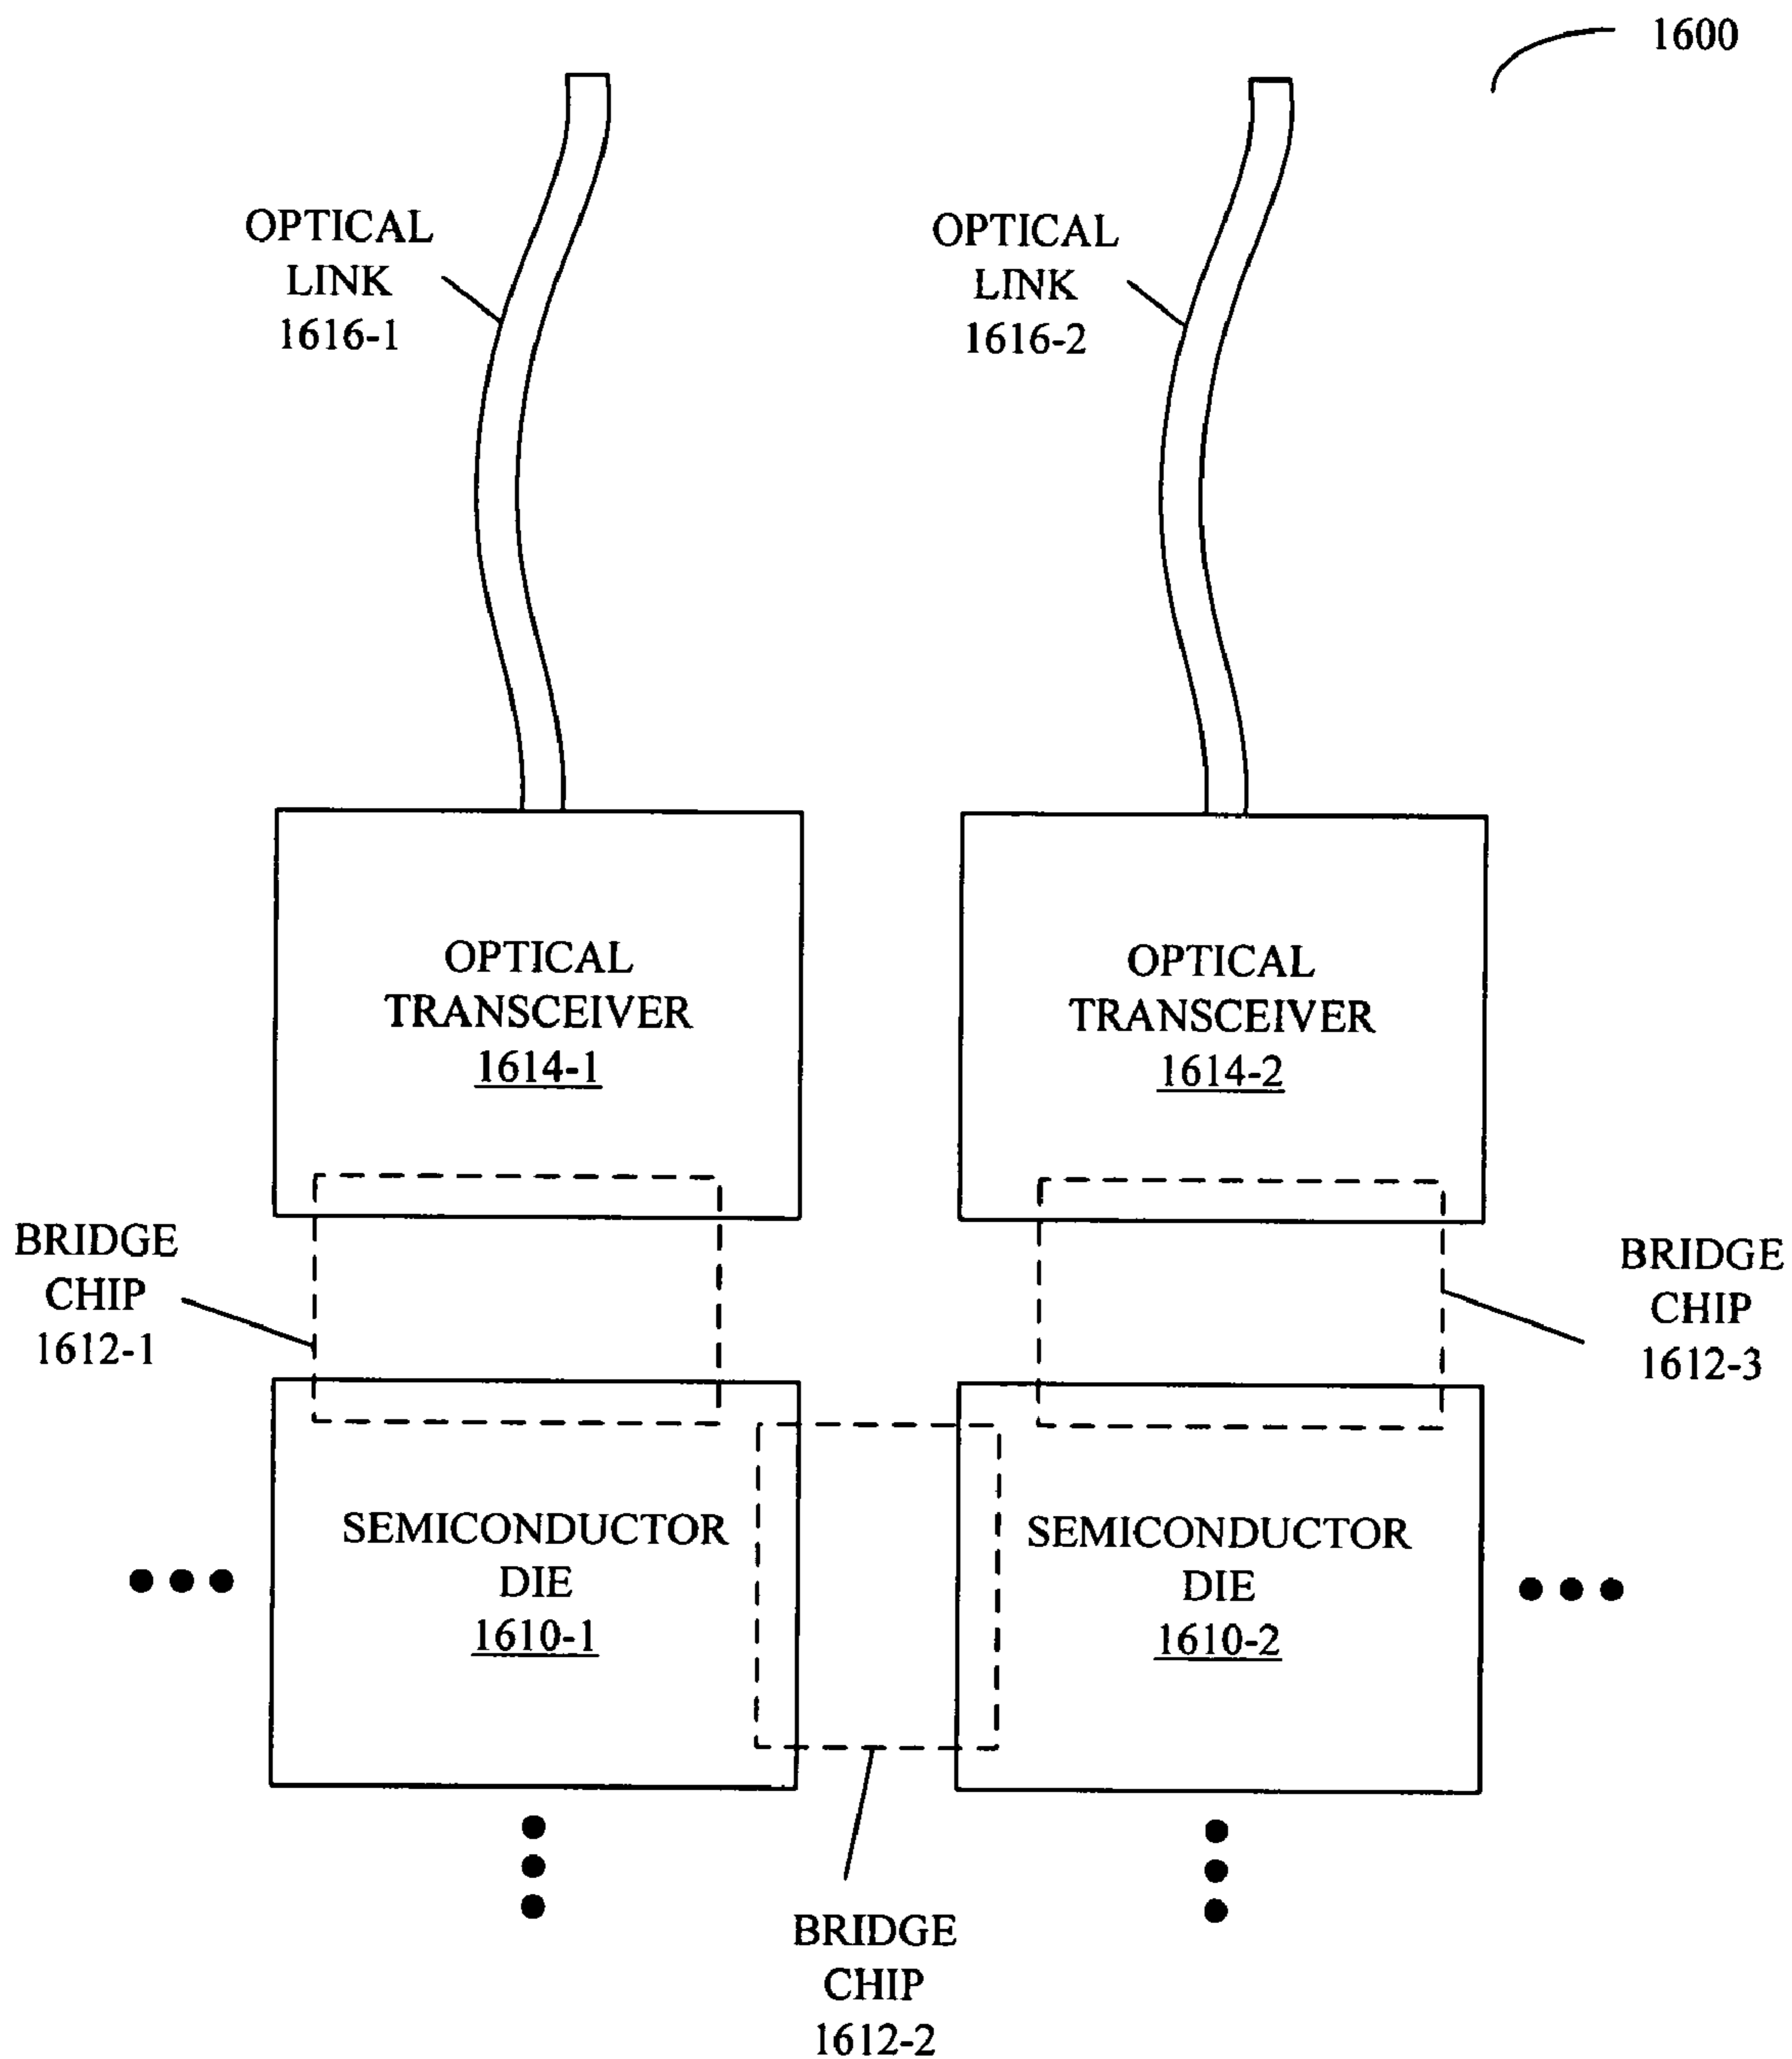 1600
OPTICAL
LINK
1616-1
OPTICAL
LINK
1616-2
OPTICAL
TRANSCEIVER
1614-1
OPTICAL
TRANSCEIVER
1614-2
BRIDGE
CHIP
1612-1
BRIDGE
CHIP
1612-3
SEMICONDUCTOR
DIE
1610-1
SEMICONDUCTOR
DIE
1610-2
BRIDGE
CHIP
1612-2